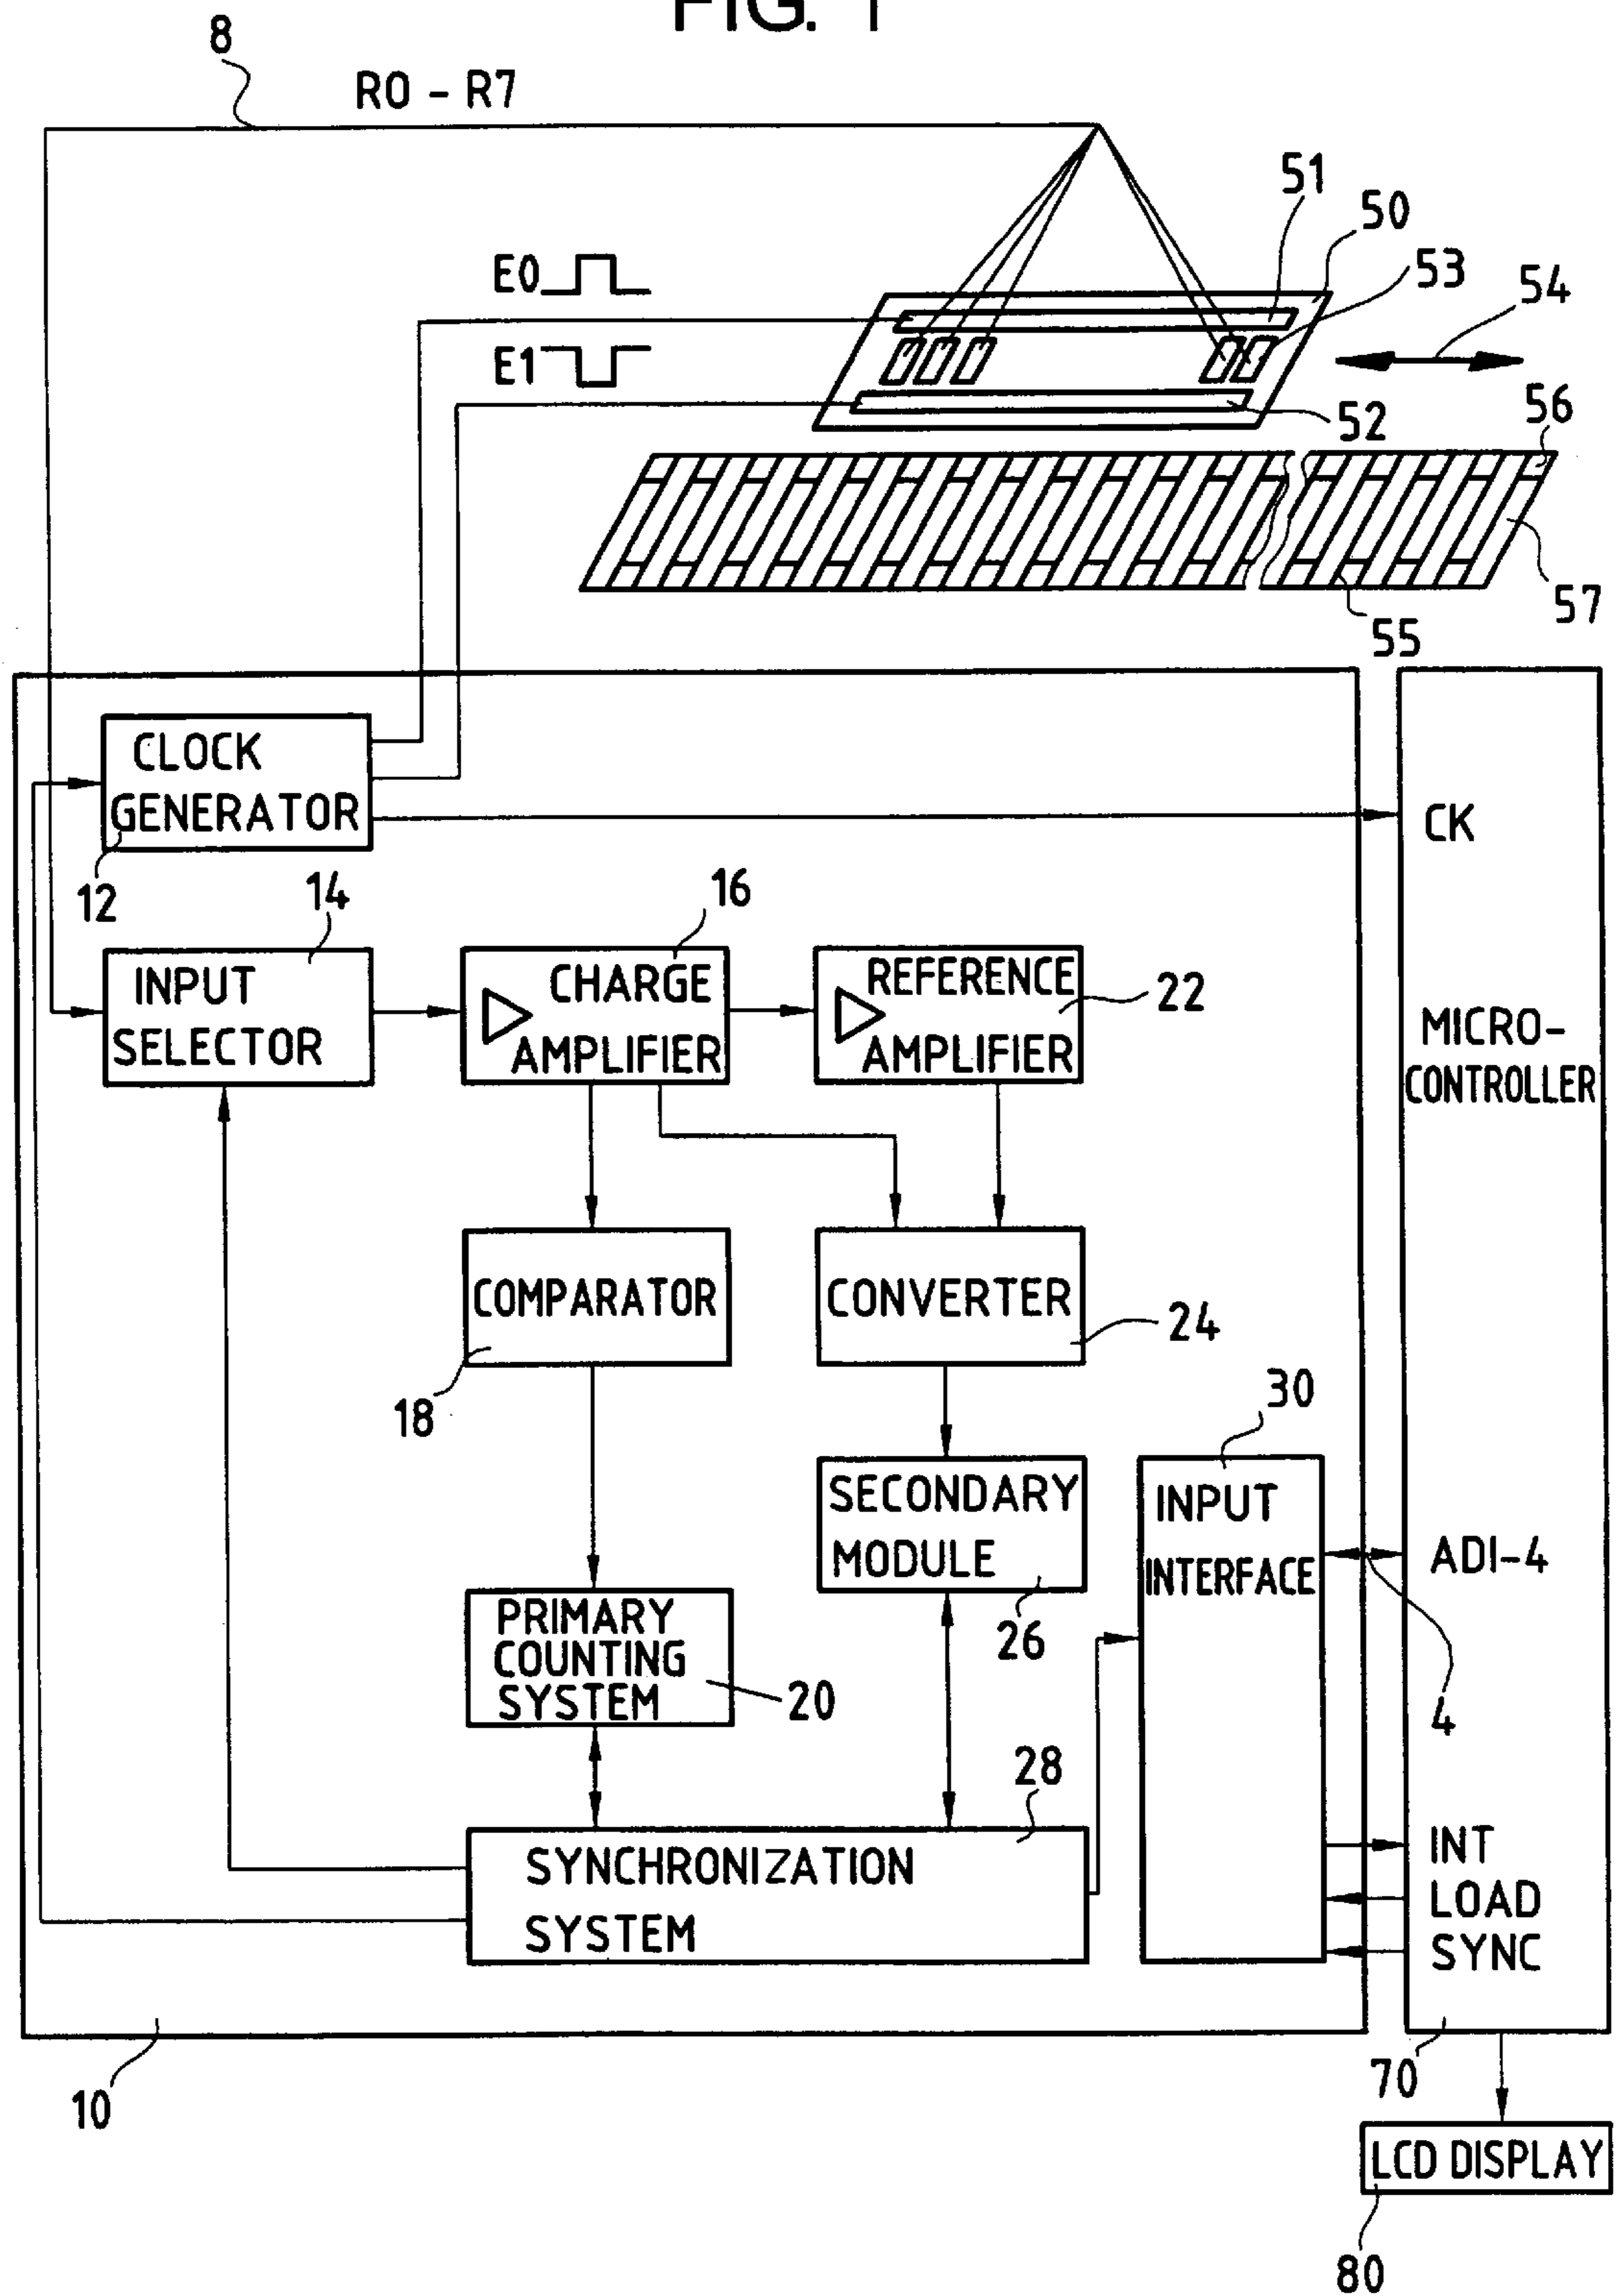 FIG. 1
8
R0 - R7
51
50
E0
53
54
E1
56
52
57
55
CLOCK
GENERATOR
CK
12
14
16
INPUT
SELECTOR
CHARGE
AMPLIFIER
REFERENCE
AMPLIFIER
22
MICRO-
CONTROLLER
COMPARATOR
CONVERTER
24
18
30
SECONDARY
MODULE
INPUT
INTERFACE
ADI-4
PRIMARY
COUNTING
SYSTEM
26
20
4
28
SYNCHRONIZATION
SYSTEM
INT
LOAD
SYNC
10
70
LCD DISPLAY
80